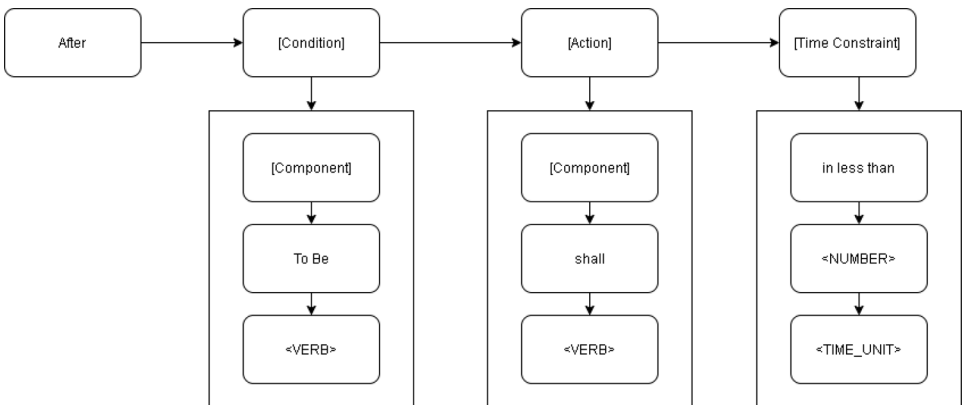 After
[Condition]
[Action]
[Time Constraint]
[Component]
[Component]
in less than
To Be
shall
<NUMBER>
<VERB>
<VERB>
<TIME_UNIT>